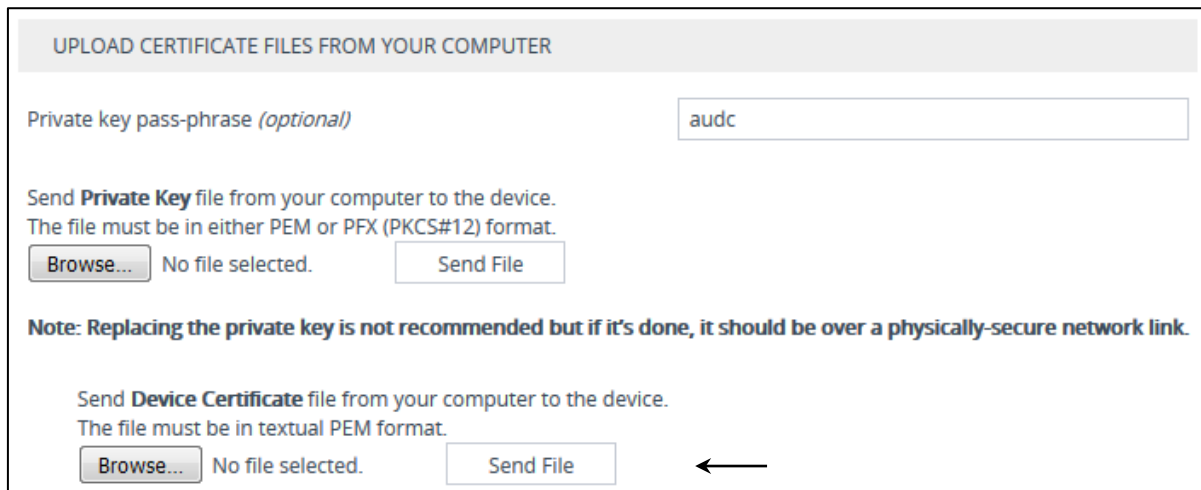 UPLOAD CERTIFICATE FILES FROM YOUR COMPUTER
Private key pass-phrase (optional) audc
Send Private Key file from your computer to the device.
The file must be in either PEM or PFX (PKCS#12) format.
Browse... No file selected. Send File
Note: Replacing the private key is not recommended but if it's done, it should be over a physically-secure network link.
Send Device Certificate file from your computer to the device.
The file must be in textual PEM format.
Browse... No file selected. Send File